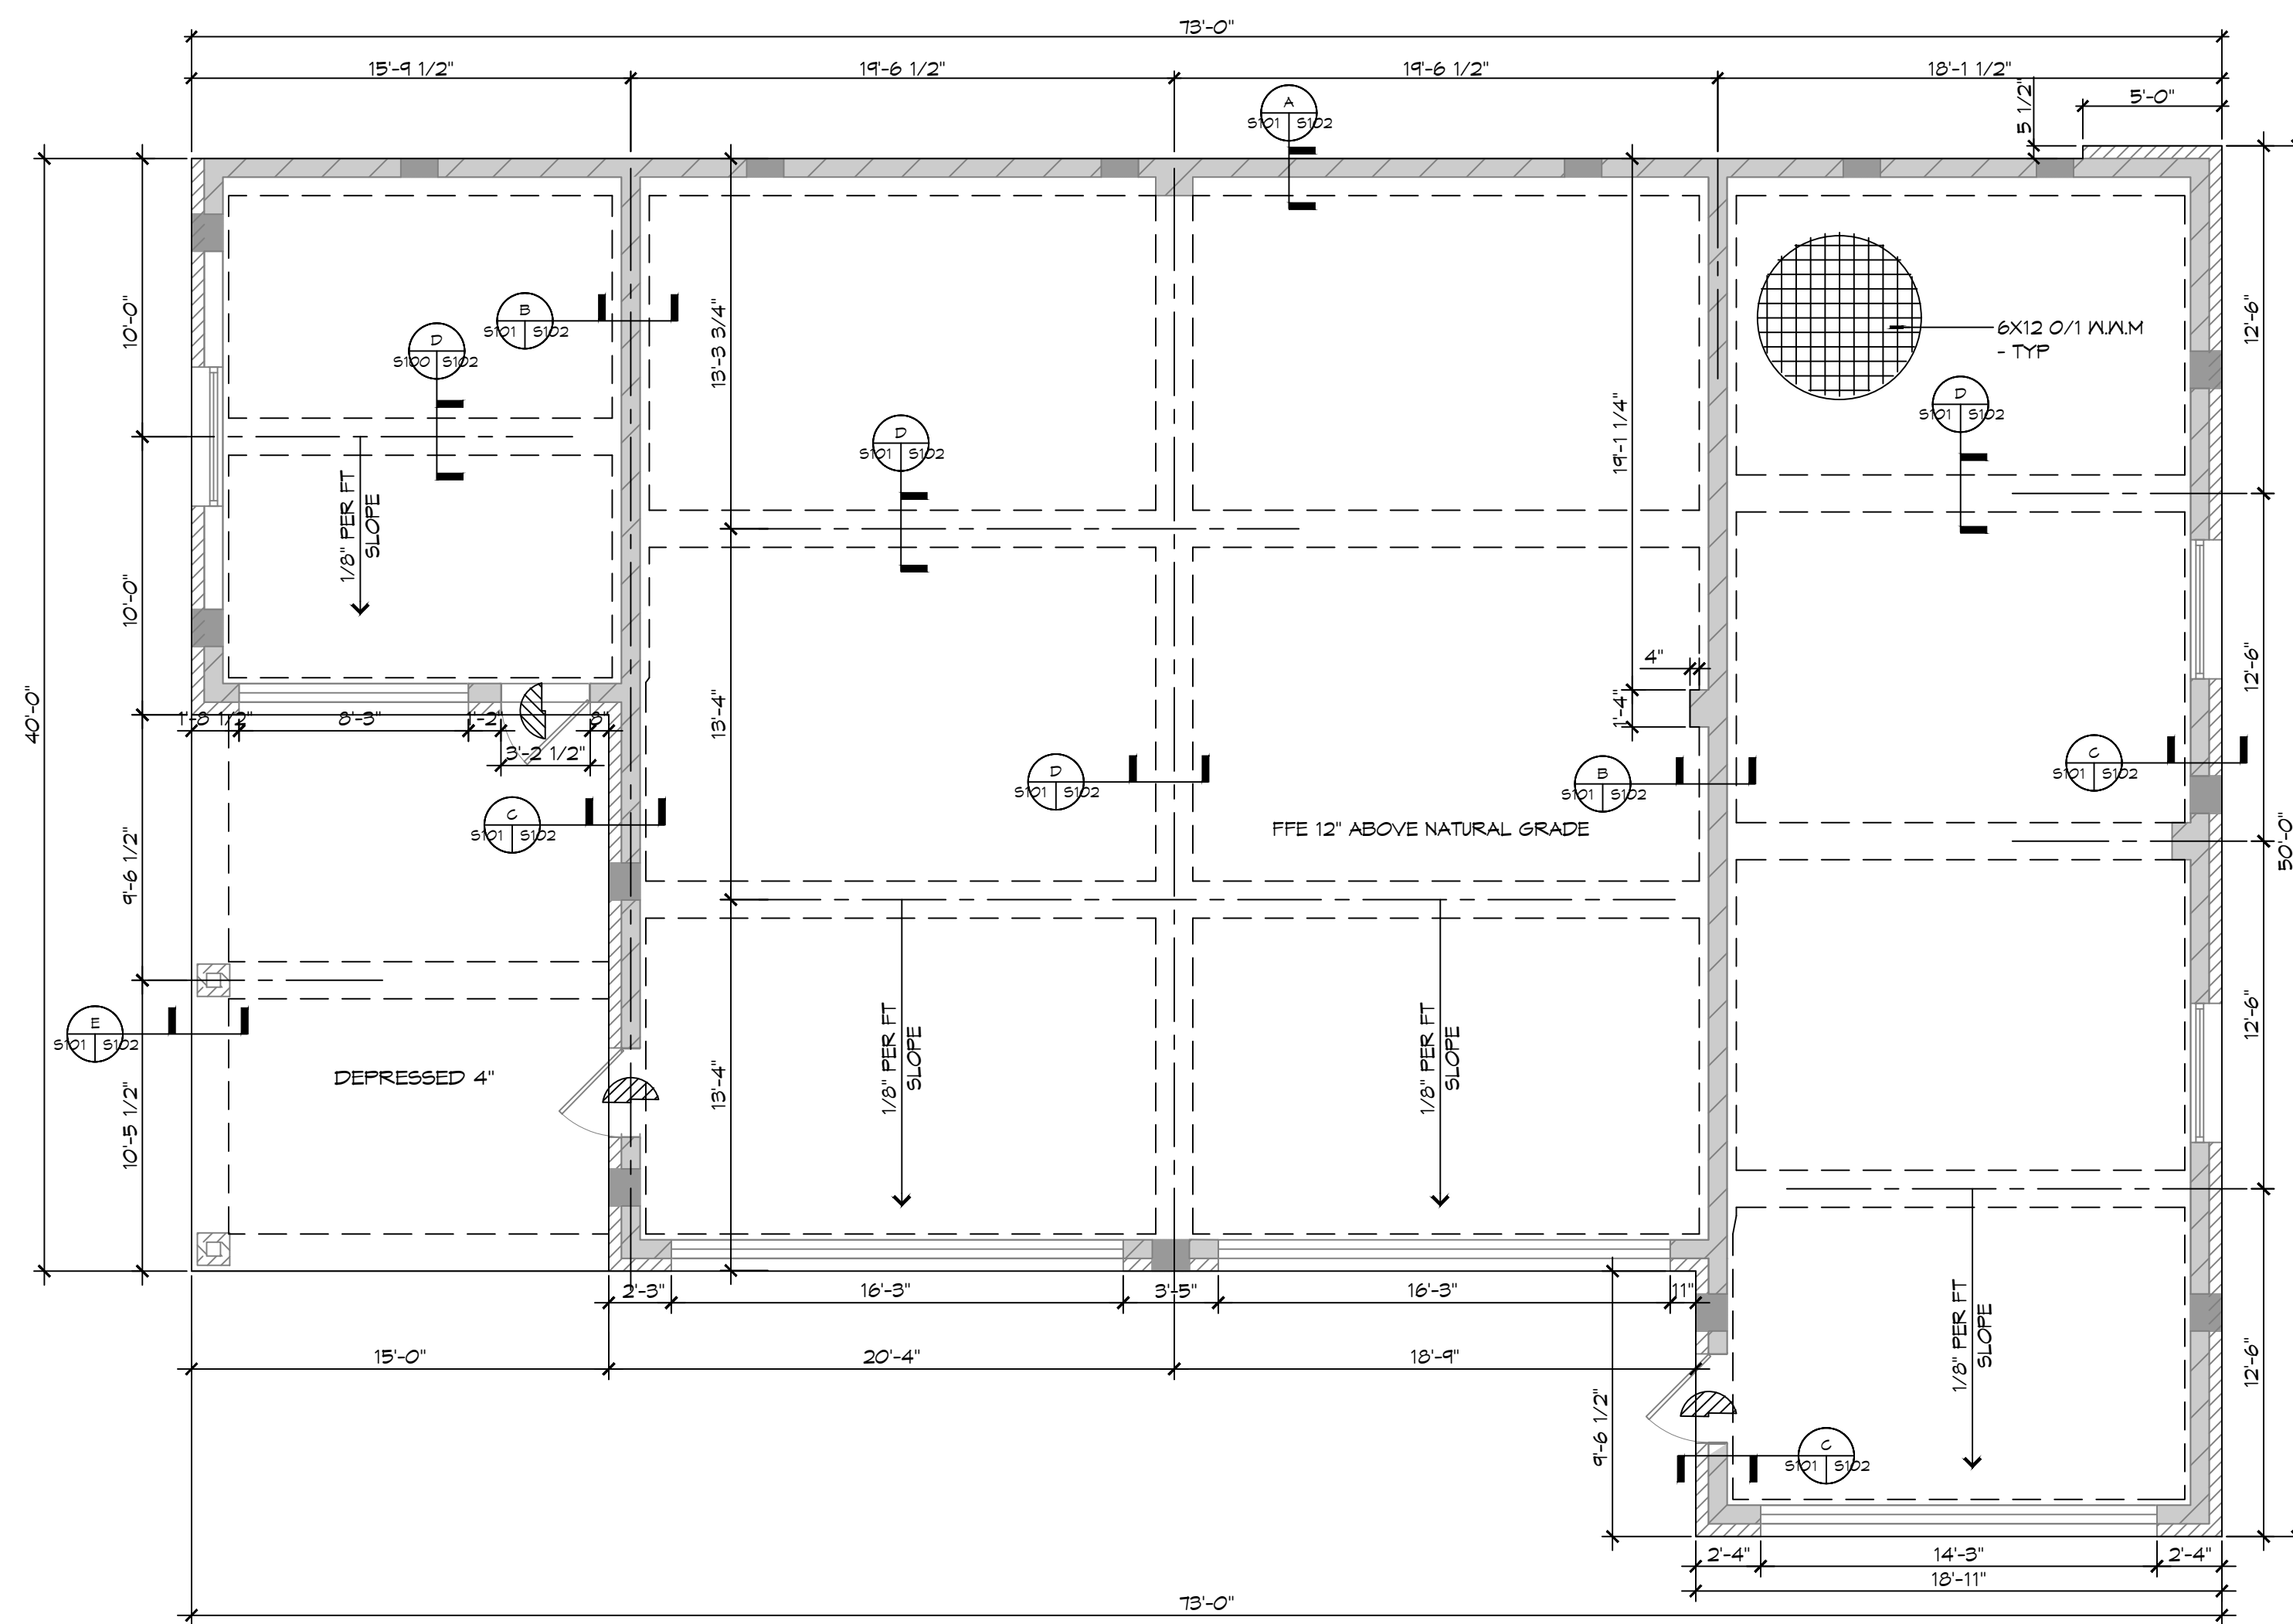 73'-0"
15'-9 1/2"
19'-6 1/2"
19'-6 1/2"
18'-1 1/2"
5 1/2"
5'-0"
A
S101 S102
10'-0"
B
S101 S102
D
S100 S102
13'-3 3/4"
12'-6"
6X12 O/1 W.W.M
- TYP
D
S101 S102
D
S101 S102
19'-1 1/4"
1/8" PER FT
SLOPE
10'-0"
40'-0"
13'-4"
4"
1'-4"
12'-6"
1'-8 1/2"
8'-3"
1'-2"
8"
3'-2 1/2"
D
S101 S102
B
S101 S102
C
S101 S102
C
S101 S102
FFE 12" ABOVE NATURAL GRADE
9'-6 1/2"
50'-0"
E
S101 S102
12'-6"
DEPRESSED 4"
10'-5 1/2"
13'-4"
1/8" PER FT
SLOPE
1/8" PER FT
SLOPE
2'-3"
16'-3"
3'-5"
16'-3"
11"
1/8" PER FT
SLOPE
12'-6"
15'-0"
20'-4"
18'-9"
9'-6 1/2"
C
S101 S102
2'-4"
14'-3"
2'-4"
18'-11"
73'-0"